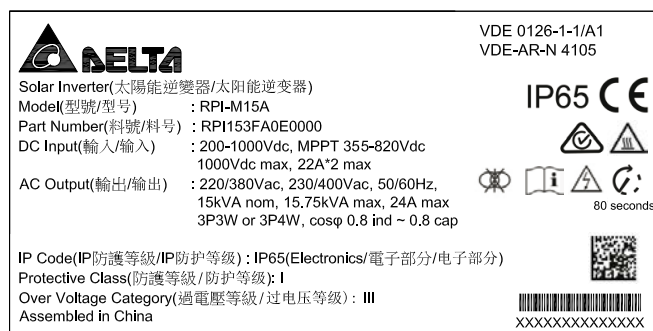 VDE 0126-1-1/A1
VDE-AR-N 4105
DELTA
Solar Inverter(太陽能逆變器/太阳能逆变器)
Model(型號/型号) : RPI-M15A
Part Number(料號/料号) : RPI153FA0E0000
DC Input(輸入/输入) : 200-1000Vdc, MPPT 355-820Vdc
1000Vdc max, 22A*2 max
AC Output(輸出/输出) : 220/380Vac, 230/400Vac, 50/60Hz,
15kVA nom, 15.75kVA max, 24A max
3P3W or 3P4W, cosφ 0.8 ind ~ 0.8 cap
IP65 CE
80 seconds
IP Code(IP防護等級/IP防护等级) : IP65(Electronics/電子部分/电子部分)
Protective Class(防護等級/防护等级): I
Over Voltage Category(過電壓等級/过电压等级) : III
Assembled in China
XXXXXXXXXXXXXX